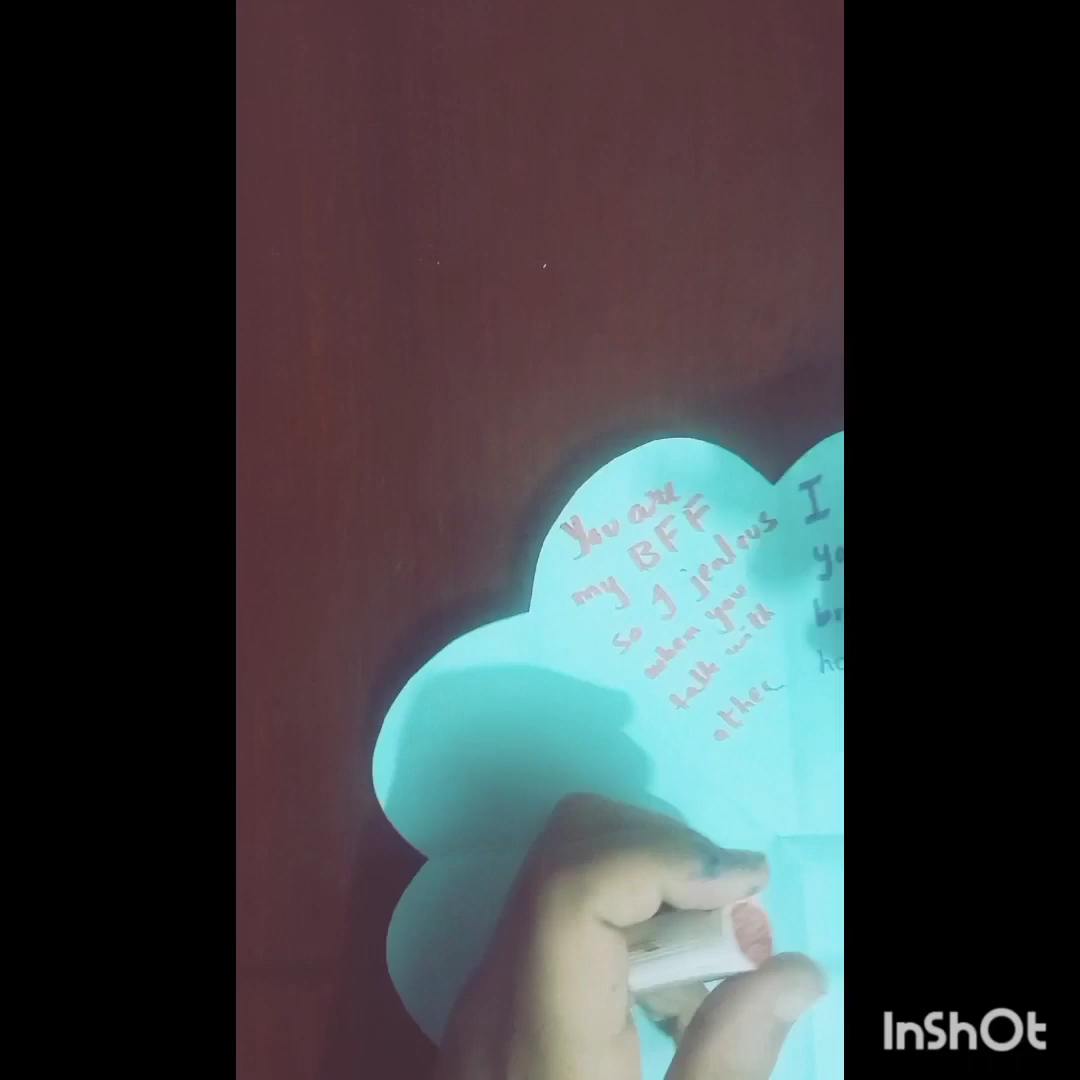 You are
my BFF
so I jealous
when you
talk with
other
I
InShOt